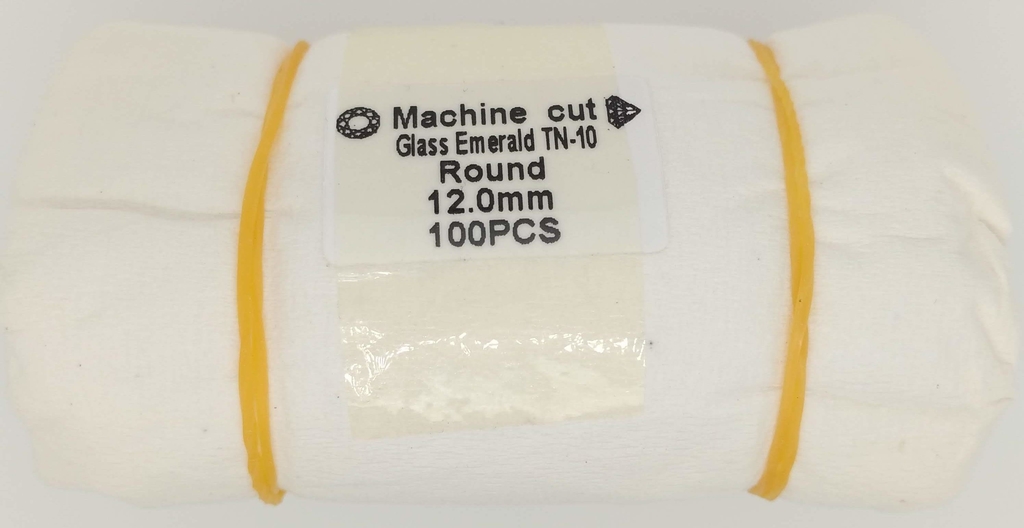 Machine cut
Glass Emerald TN-10
Round
12.0mm
100PCS